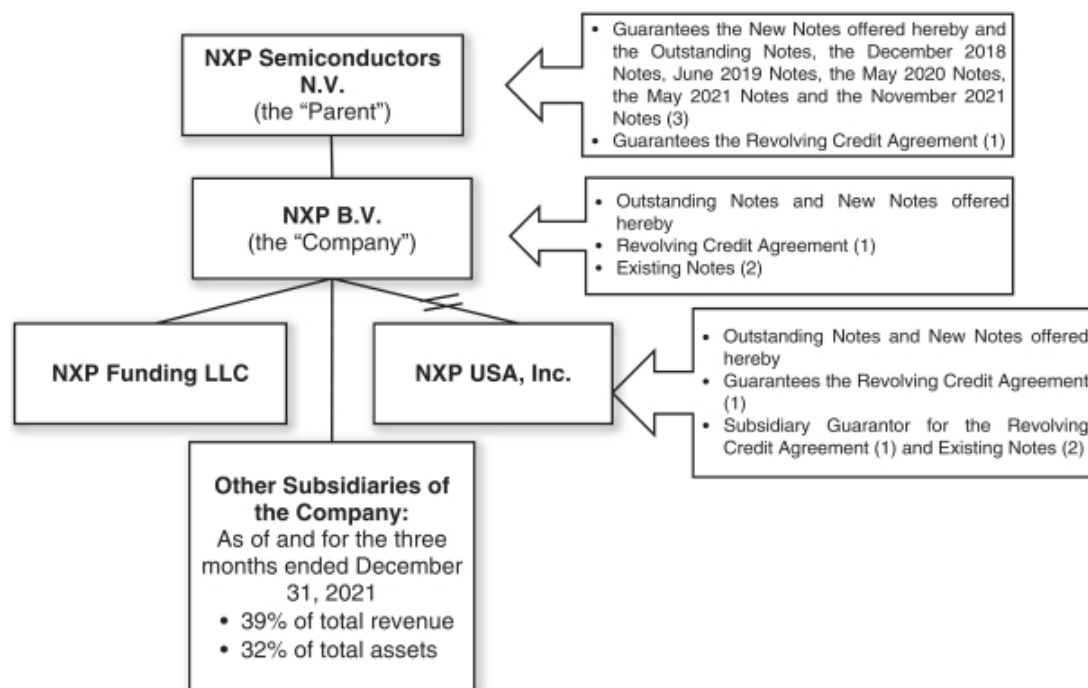 NXP Semiconductors
N.V.
(the “Parent”)
• Guarantees the New Notes offered hereby and
the Outstanding Notes, the December 2018
Notes, June 2019 Notes, the May 2020 Notes,
the May 2021 Notes and the November 2021
Notes (3)
• Guarantees the Revolving Credit Agreement (1)
NXP B.V.
(the “Company”)
• Outstanding Notes and New Notes offered
hereby
• Revolving Credit Agreement (1)
• Existing Notes (2)
NXP Funding LLC
NXP USA, Inc.
• Outstanding Notes and New Notes offered
hereby
• Guarantees the Revolving Credit Agreement
(1)
• Subsidiary Guarantor for the Revolving
Credit Agreement (1) and Existing Notes (2)
Other Subsidiaries of
the Company:
As of and for the three
months ended December
31, 2021
• 39% of total revenue
• 32% of total assets